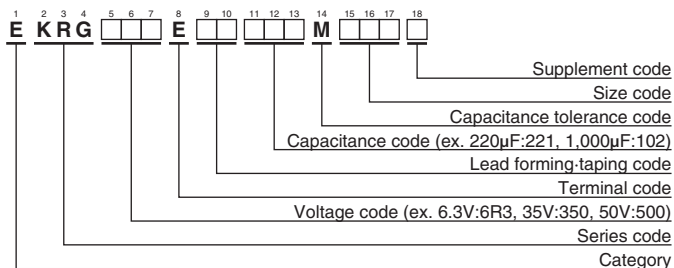 1 2 3 4 5 6 7 8 9 10 11 12 13 14 15 16 17 18
E KRG E M
Supplement code
Size code
Capacitance tolerance code
Capacitance code (ex. 220µF:221, 1,000µF:102)
Lead forming·taping code
Terminal code
Voltage code (ex. 6.3V:6R3, 35V:350, 50V:500)
Series code
Category